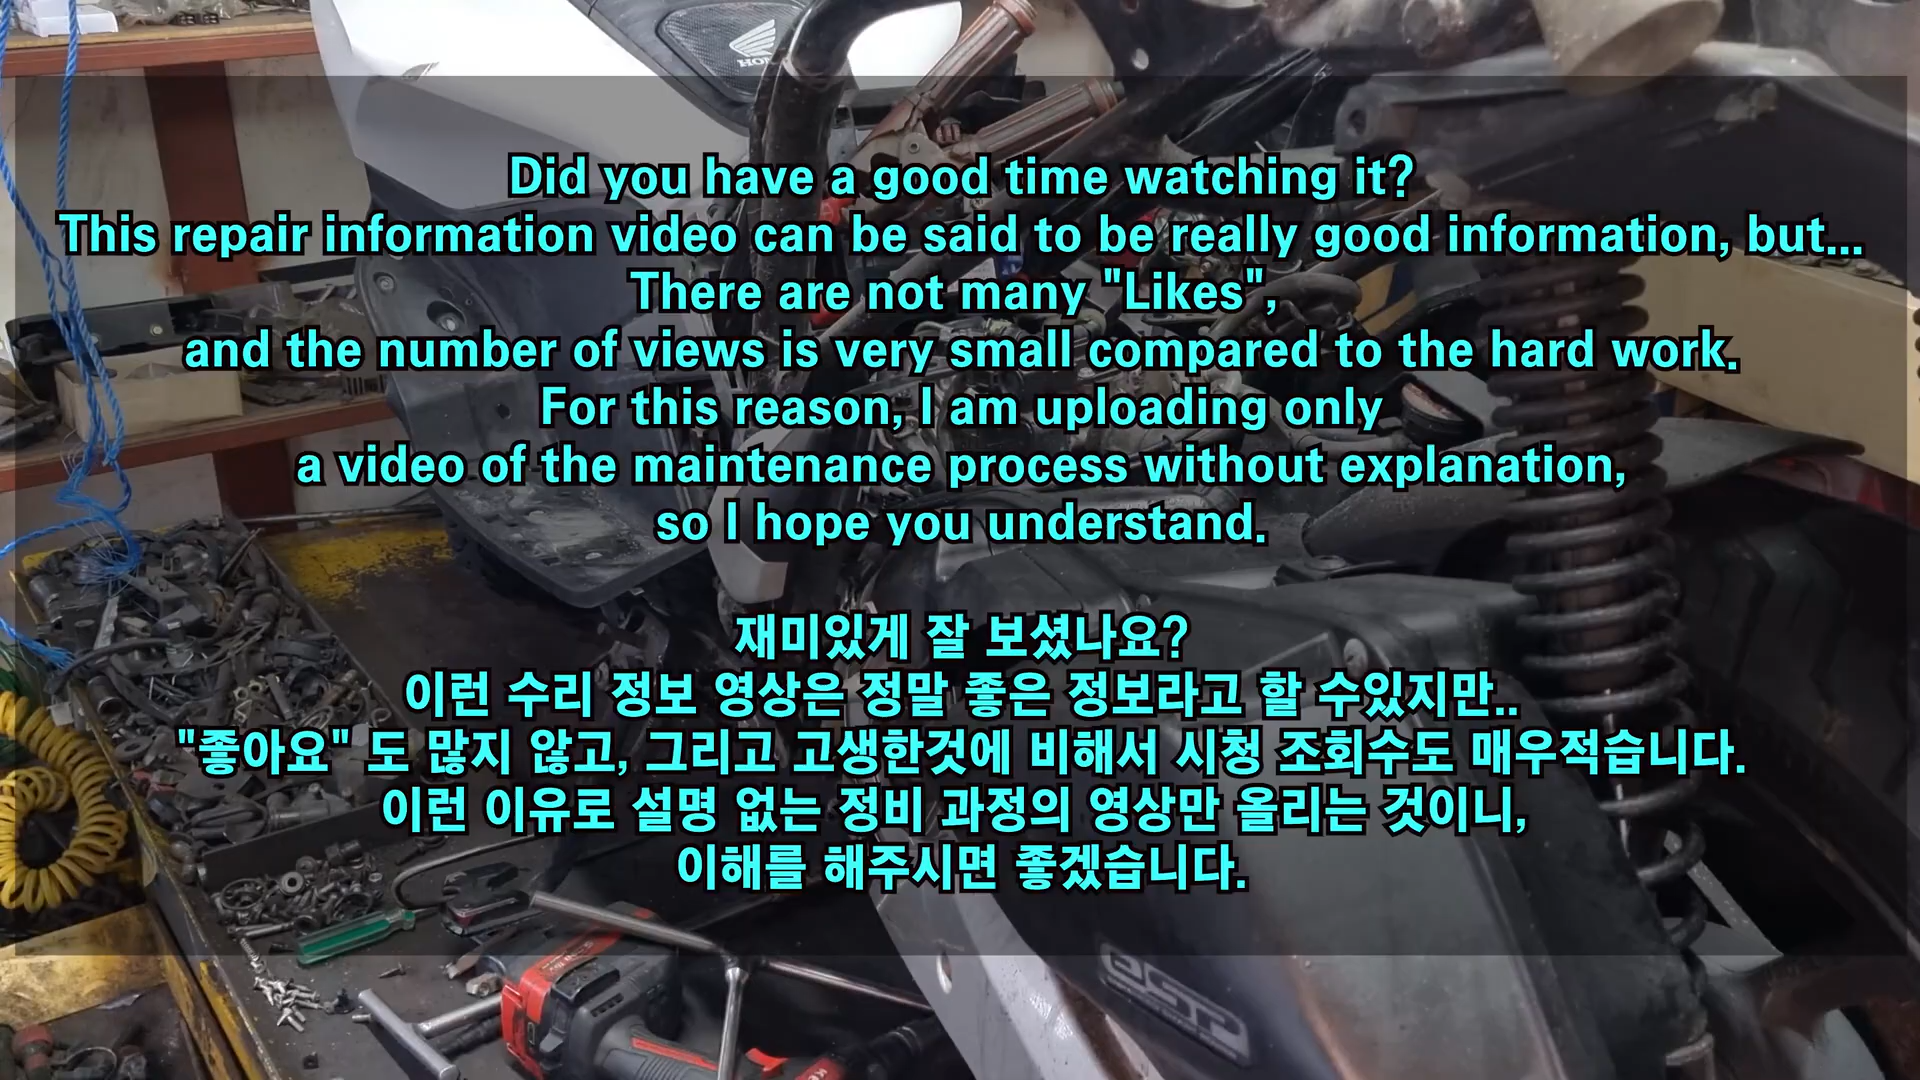 HON
Did you have a good time watching it?
This repair information video can be said to be really good information, but...
There are not many "Likes",
and the number of views is very small compared to the hard work.
For this reason, I am uploading only
a video of the maintenance process without explanation,
so I hope you understand.
재미있게 잘 보셨나요?
이런 수리 정보 영상은 정말 좋은 정보라고 할 수있지만..
"좋아요" 도 많지 않고, 그리고 고생한것에 비해서 시청 조회수도 매우적습니다.
이런 이유로 설명 없는 정비 과정의 영상만 올리는 것이니,
이해를 해주시면 좋겠습니다.